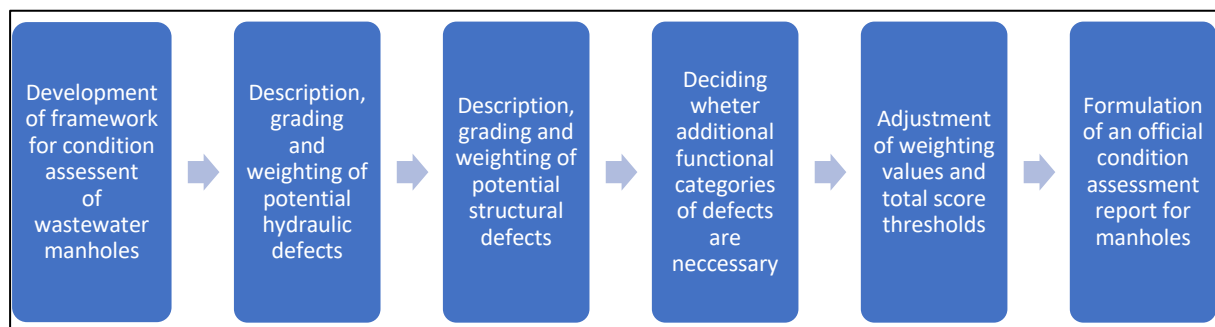 Development
of framework
for condition
assessent
of
wastewater
manholes
Description,
grading
and
weighting of
potential
hydraulic
defects
Description,
grading and
weighting of
potential
structural
defects
Deciding
wheter
additional
functional
categories
of defects
are
neccessary
Adjustment
of weighting
values and
total score
thresholds
Formulation
of an official
condition
assessment
report for
manholes